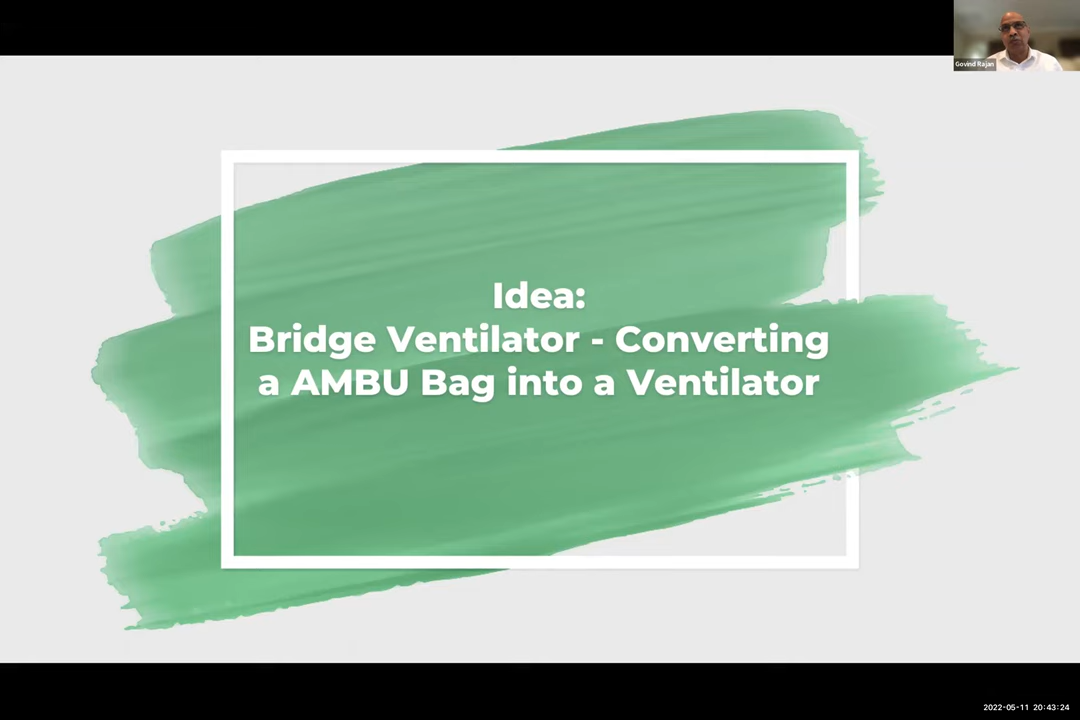 Govind Rajan
Idea:
Bridge Ventilator - Converting
a AMBU Bag into a Ventilator
2022-05-11 20:43:24